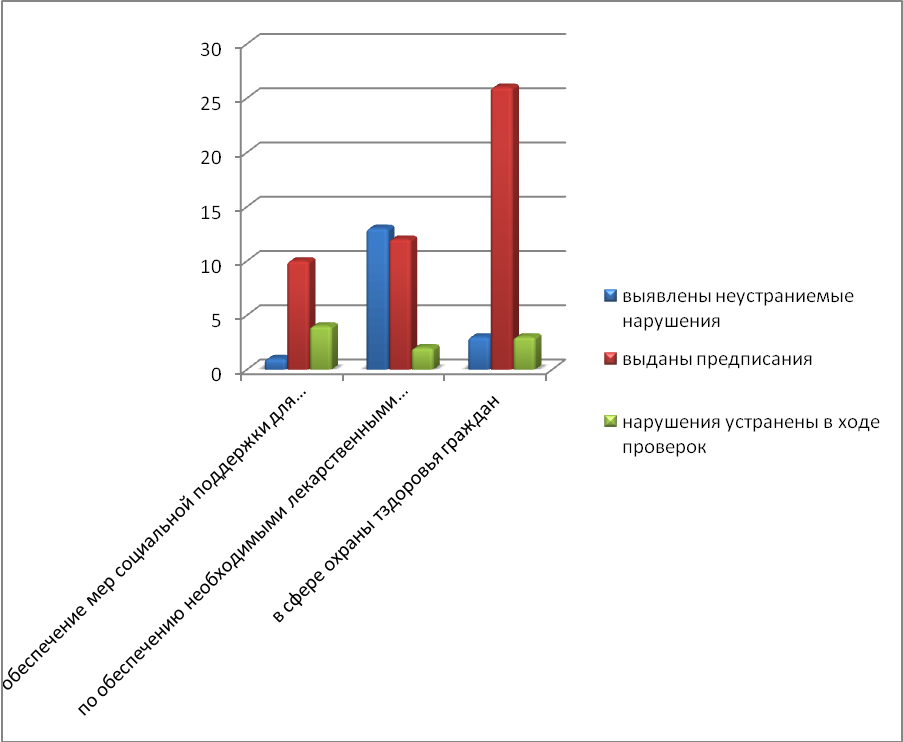 30
25
20
15
10
5
0
обеспечение мер социальной поддержки для...
по обеспечению необходимыми лекарственными...
в сфере охраны тздоровья граждан
выявлены неустраниемые
нарушения
выданы предписания
нарушения устранены в ходе
проверок